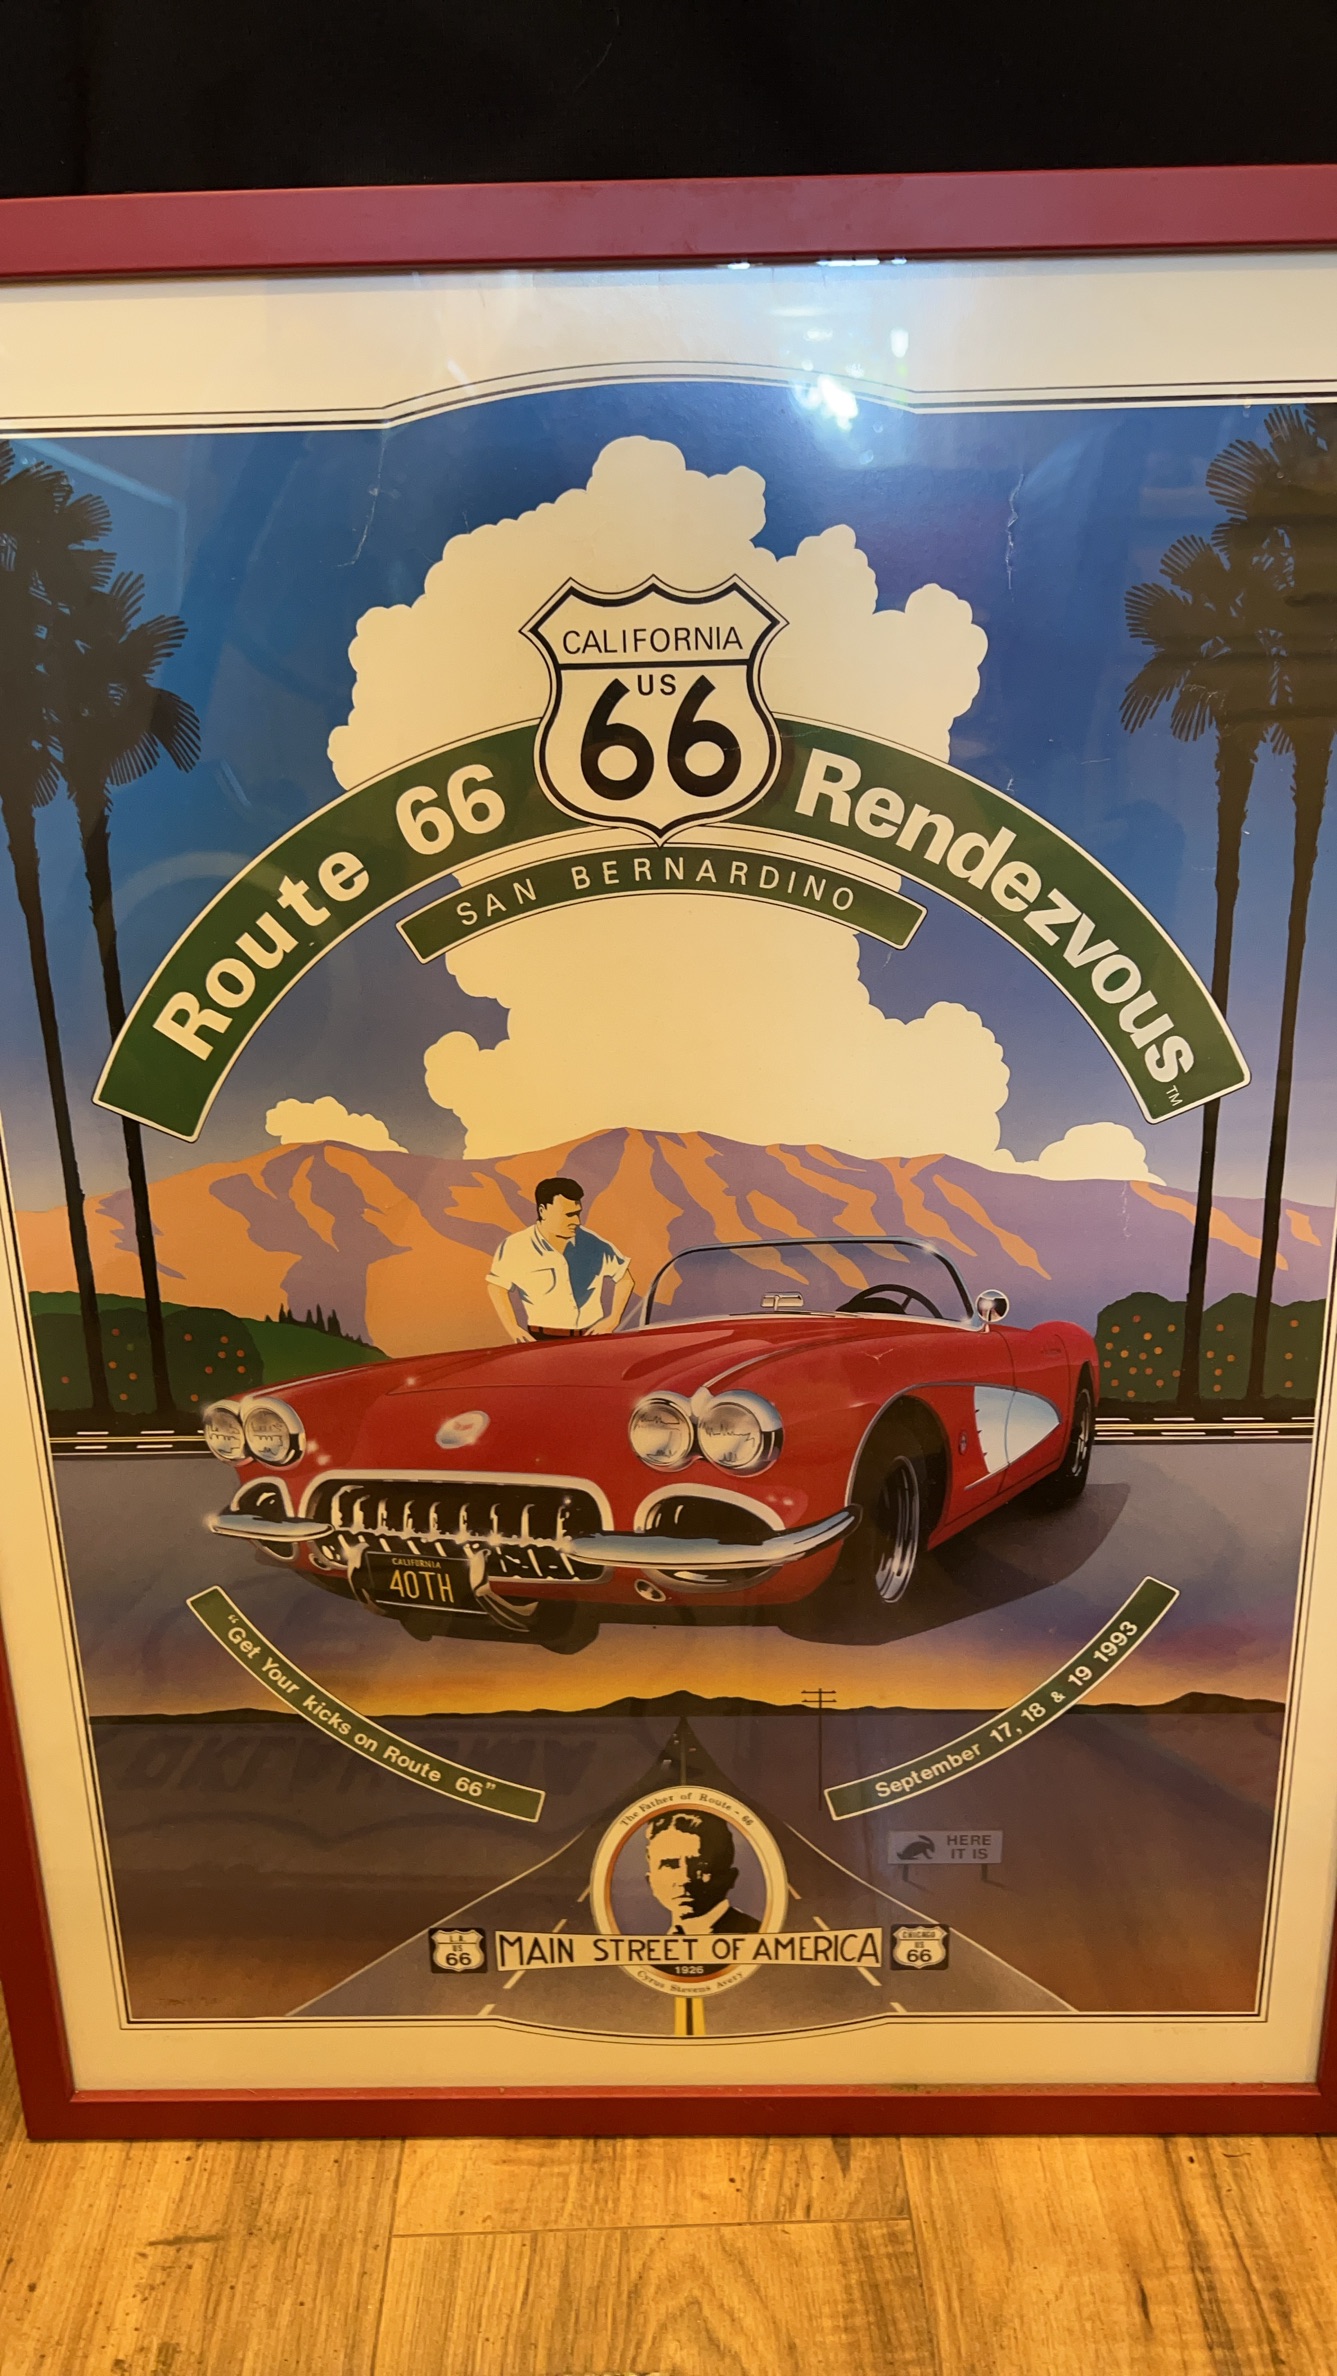 CALIFORNIA
US
66
Route 66 Rendezvous™
SAN BERNARDINO
CALIFORNIA
40TH
"Get Your kicks on Route 66"
September 17, 18 & 19 1993
HERE
IT IS
The Father of Route - 66
L.A.
US
66
MAIN STREET OF AMERICA
CHICAGO
US
66
1926
Cyrus Stevens Avery